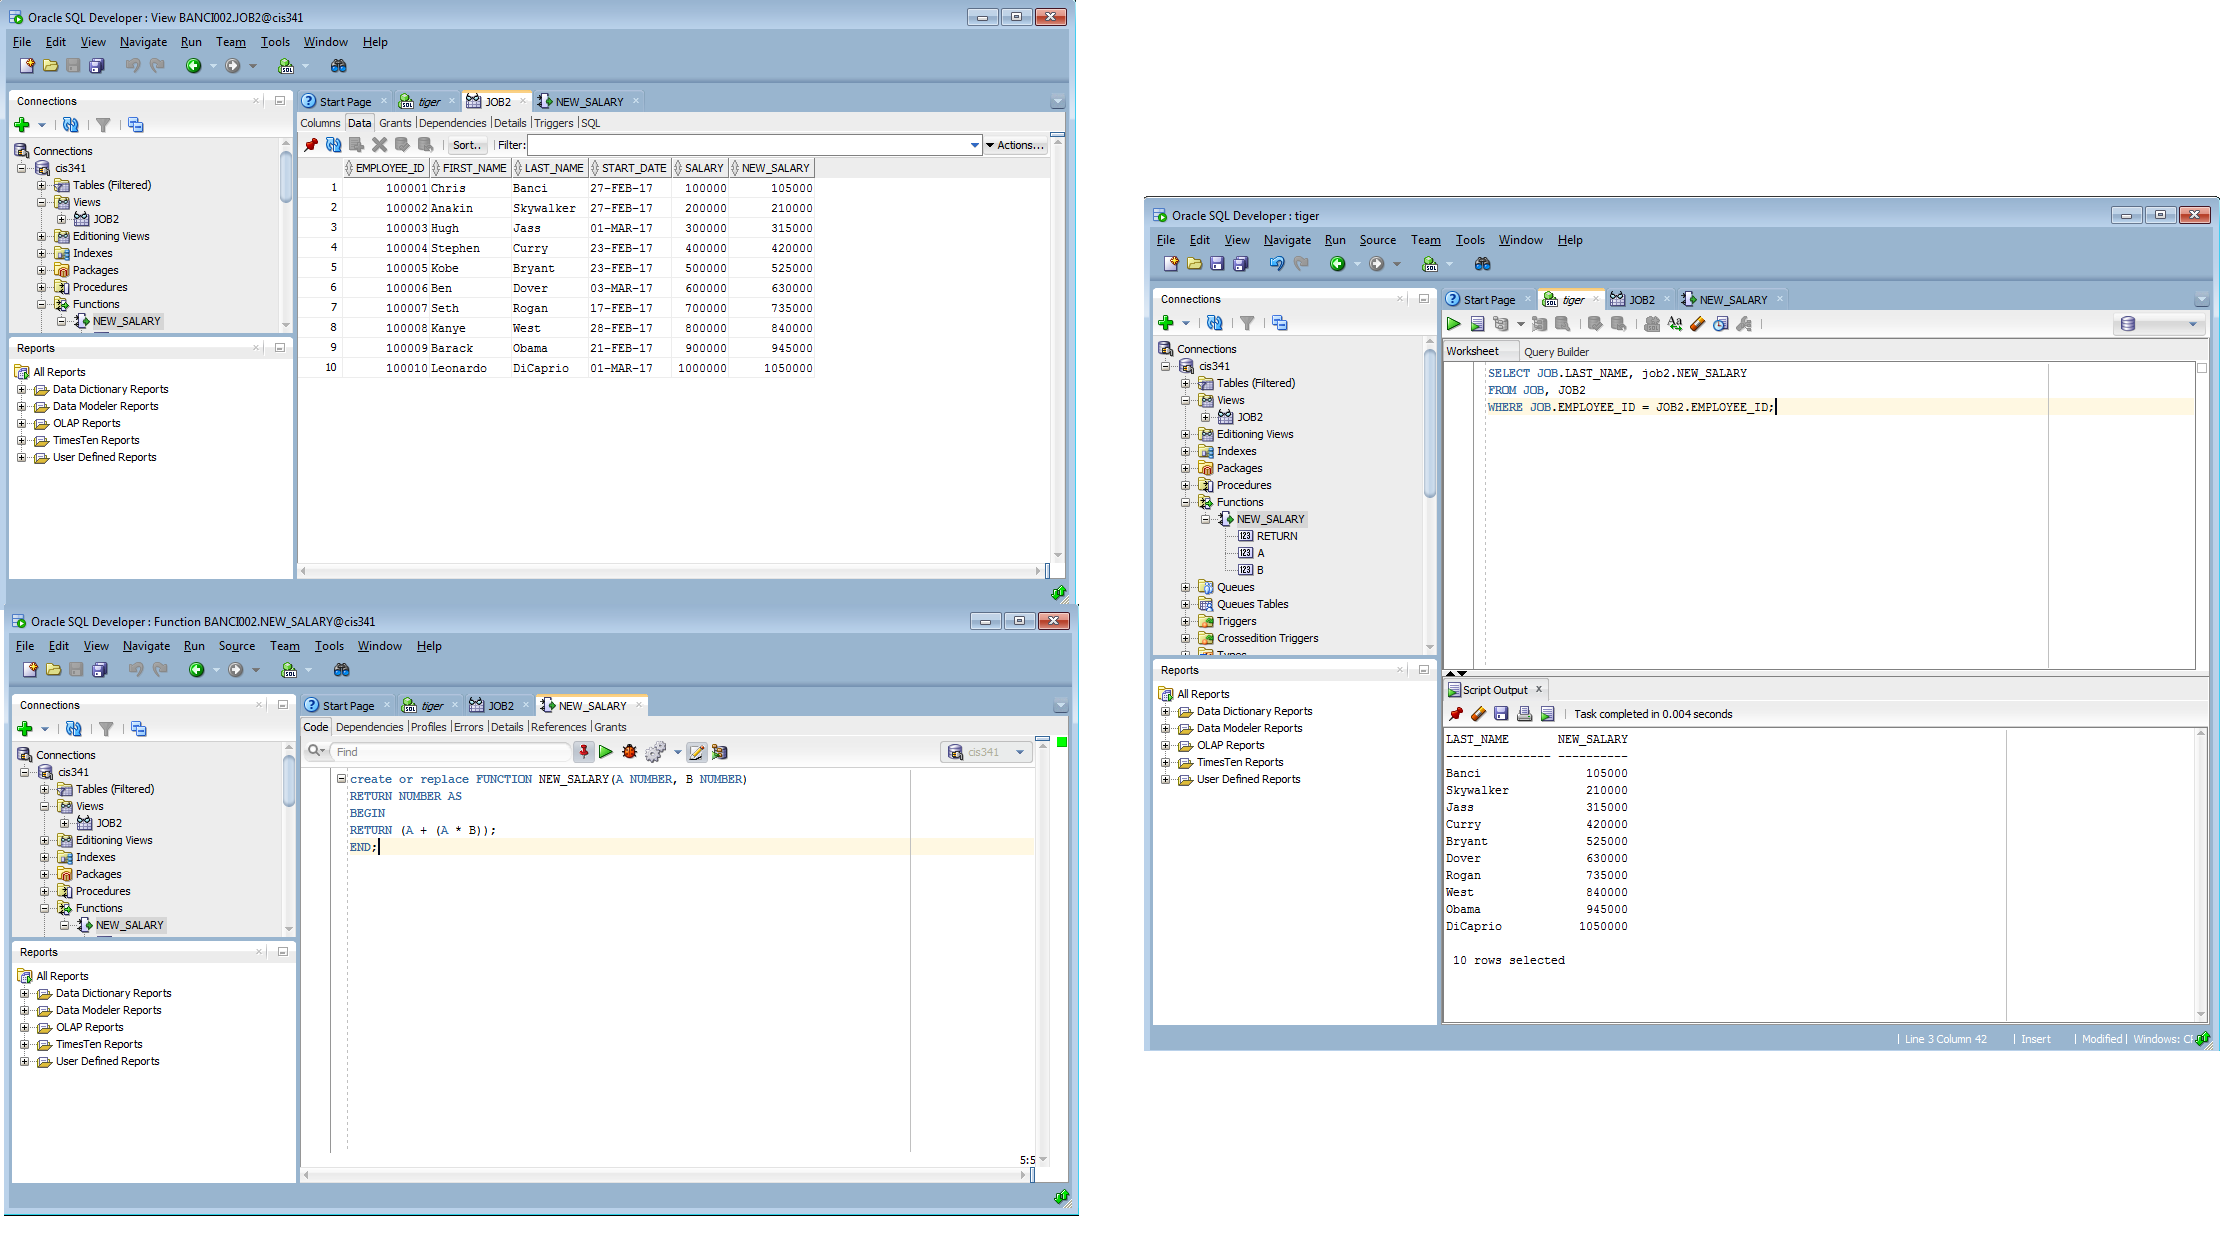 Oracle SQL Developer : View BANCI002.JOB2@cis341
File Edit View Navigate Run Team Tools Window Help
Connections
Connections
cis341
Tables (Filtered)
Views
JOB2
Editioning Views
Indexes
Packages
Procedures
Functions
NEW_SALARY
Reports
All Reports
Data Dictionary Reports
Data Modeler Reports
OLAP Reports
TimesTen Reports
User Defined Reports
Start Page tiger JOB2 NEW_SALARY
Columns Data Grants Dependencies Details Triggers SQL
Sort.. Filter: Actions...
EMPLOYEE_ID FIRST_NAME LAST_NAME START_DATE SALARY NEW_SALARY
1 100001 Chris Banci 27-FEB-17 100000 105000
2 100002 Anakin Skywalker 27-FEB-17 200000 210000
3 100003 Hugh Jass 01-MAR-17 300000 315000
4 100004 Stephen Curry 23-FEB-17 400000 420000
5 100005 Kobe Bryant 23-FEB-17 500000 525000
6 100006 Ben Dover 03-MAR-17 600000 630000
7 100007 Seth Rogan 17-FEB-17 700000 735000
8 100008 Kanye West 28-FEB-17 800000 840000
9 100009 Barack Obama 21-FEB-17 900000 945000
10 100010 Leonardo DiCaprio 01-MAR-17 1000000 1050000
Oracle SQL Developer : Function BANCI002.NEW_SALARY@cis341
File Edit View Navigate Run Source Team Tools Window Help
Connections
Connections
cis341
Tables (Filtered)
Views
JOB2
Editioning Views
Indexes
Packages
Procedures
Functions
NEW_SALARY
Reports
All Reports
Data Dictionary Reports
Data Modeler Reports
OLAP Reports
TimesTen Reports
User Defined Reports
Start Page tiger JOB2 NEW_SALARY
Code Dependencies Profiles Errors Details References Grants
Find cis341
create or replace FUNCTION NEW_SALARY(A NUMBER, B NUMBER)
RETURN NUMBER AS
BEGIN
RETURN (A + (A * B));
END;
5:5
Oracle SQL Developer : tiger
File Edit View Navigate Run Source Team Tools Window Help
Connections
Connections
cis341
Tables (Filtered)
Views
JOB2
Editioning Views
Indexes
Packages
Procedures
Functions
NEW_SALARY
RETURN
A
B
Queues
Queues Tables
Triggers
Crossedition Triggers
Types
Reports
All Reports
Data Dictionary Reports
Data Modeler Reports
OLAP Reports
TimesTen Reports
User Defined Reports
Start Page tiger JOB2 NEW_SALARY
Worksheet Query Builder
SELECT JOB.LAST_NAME, job2.NEW_SALARY
FROM JOB, JOB2
WHERE JOB.EMPLOYEE_ID = JOB2.EMPLOYEE_ID;
Script Output
Task completed in 0.004 seconds
LAST_NAME NEW_SALARY
--------------- ----------
Banci 105000
Skywalker 210000
Jass 315000
Curry 420000
Bryant 525000
Dover 630000
Rogan 735000
West 840000
Obama 945000
DiCaprio 1050000
10 rows selected
Line 3 Column 42 Insert Modified Windows: